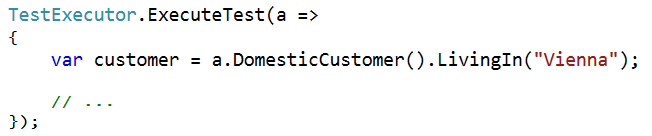 TestExecutor.ExecuteTest(a =>
{
    var customer = a.DomesticCustomer().LivingIn("Vienna");
    // ...
});